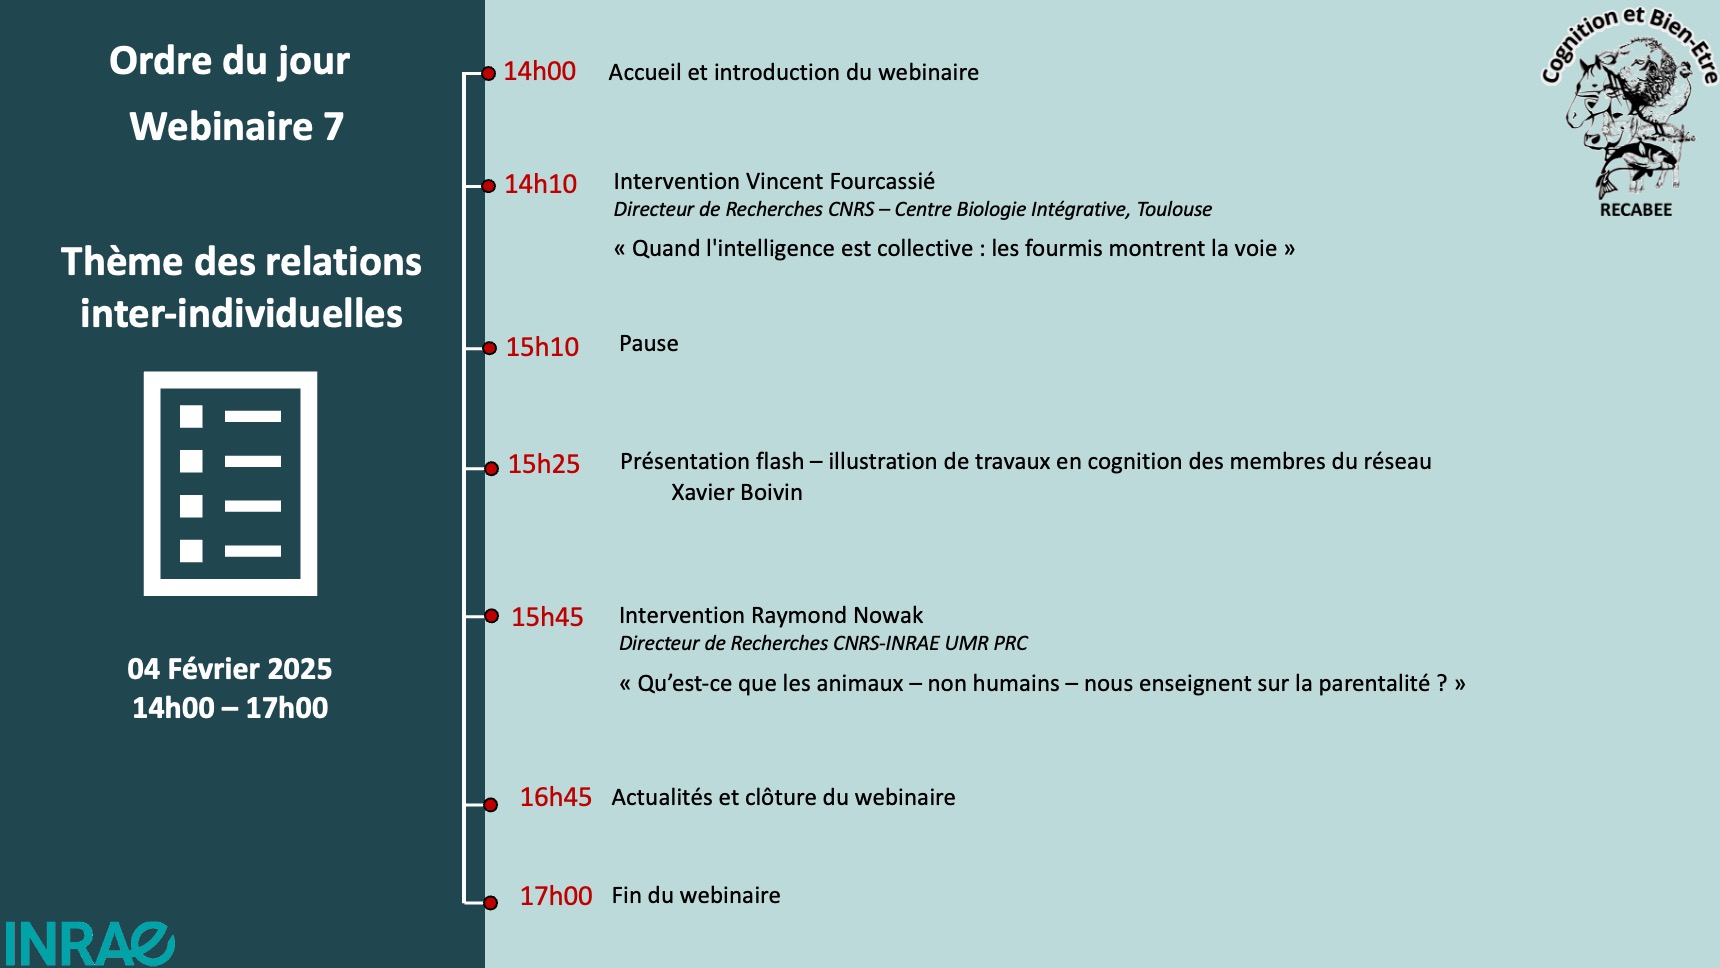 Ordre du jour
Webinaire 7
Thème des relations
inter-individuelles
04 Février 2025
14h00 – 17h00
INRAE
14h00 Accueil et introduction du webinaire
14h10 Intervention Vincent Fourcassié
Directeur de Recherches CNRS – Centre Biologie Intégrative, Toulouse
« Quand l'intelligence est collective : les fourmis montrent la voie »
15h10 Pause
15h25 Présentation flash – illustration de travaux en cognition des membres du réseau
Xavier Boivin
15h45 Intervention Raymond Nowak
Directeur de Recherches CNRS-INRAE UMR PRC
« Qu’est-ce que les animaux – non humains – nous enseignent sur la parentalité ? »
16h45 Actualités et clôture du webinaire
17h00 Fin du webinaire
Cognition et Bien-Etre
RECABEE